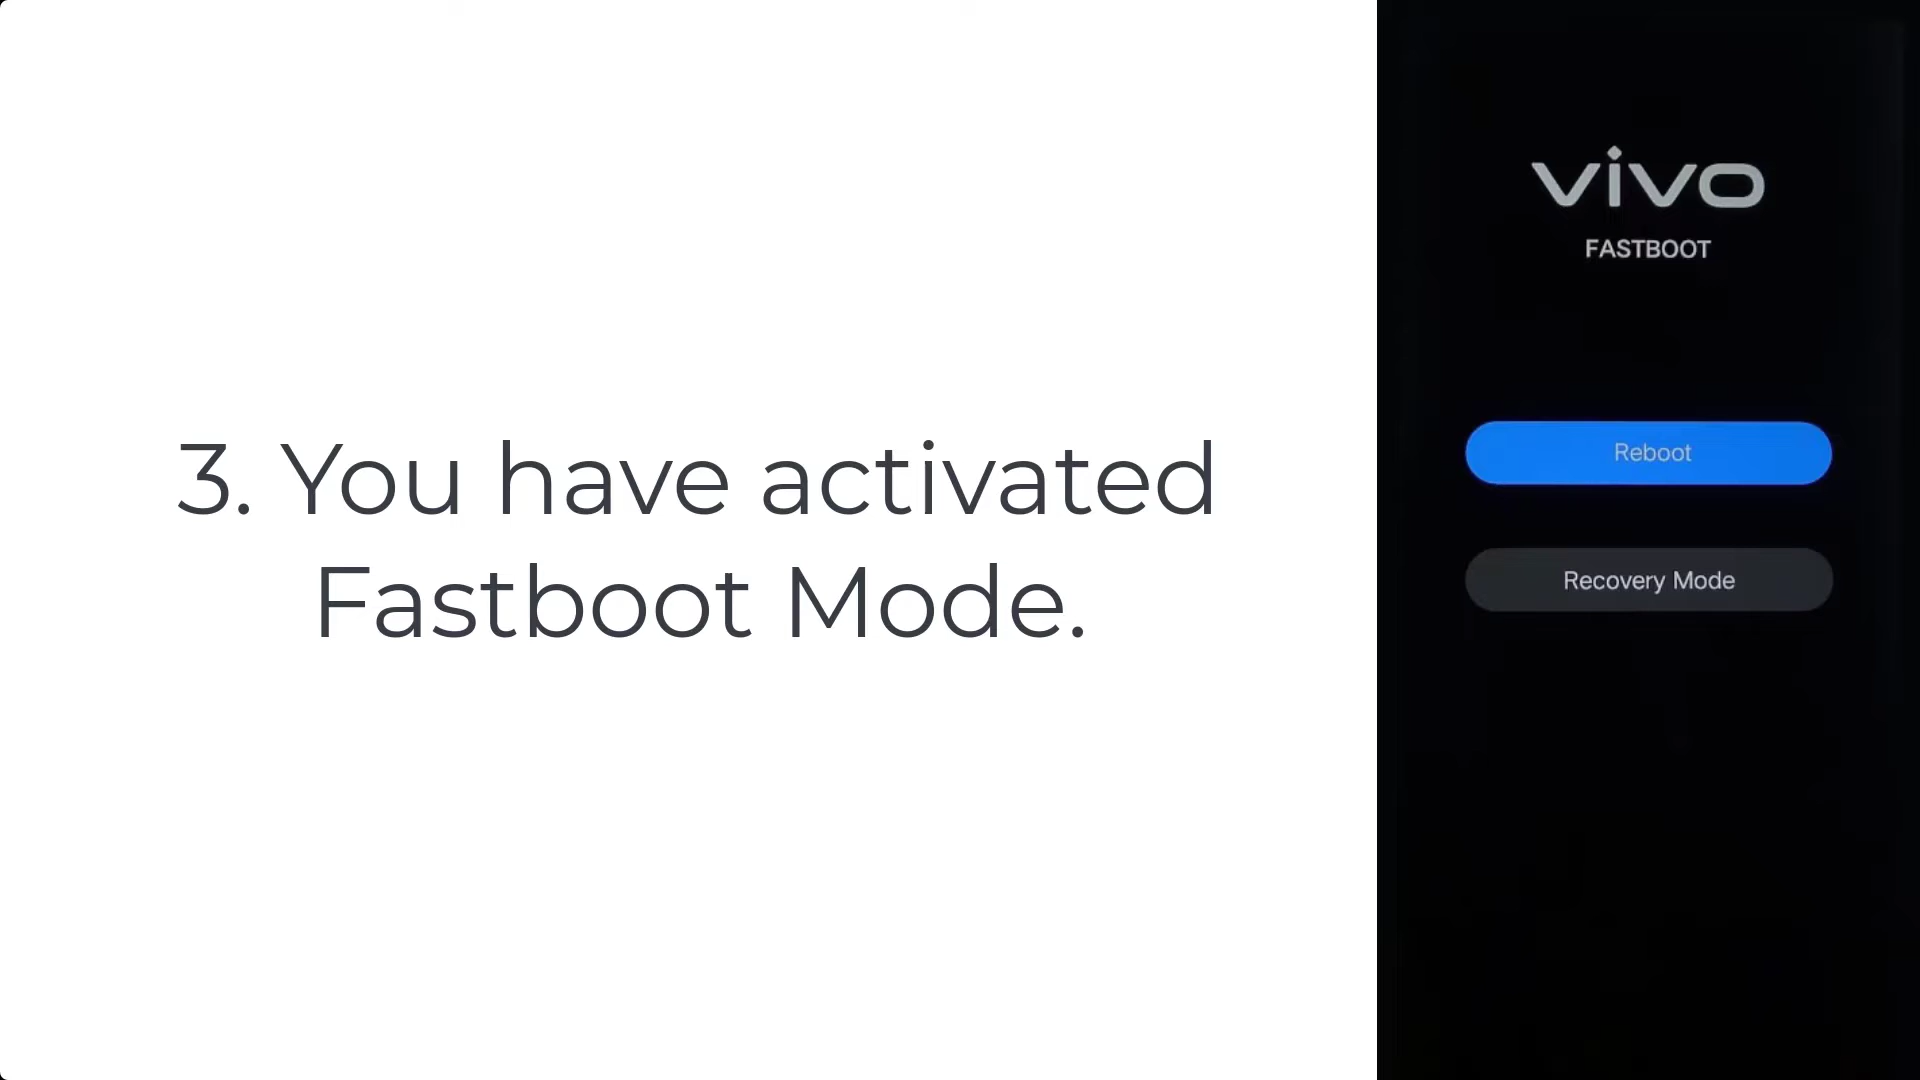 3. You have activated
Fastboot Mode.
vivo
FASTBOOT
Reboot
Recovery Mode